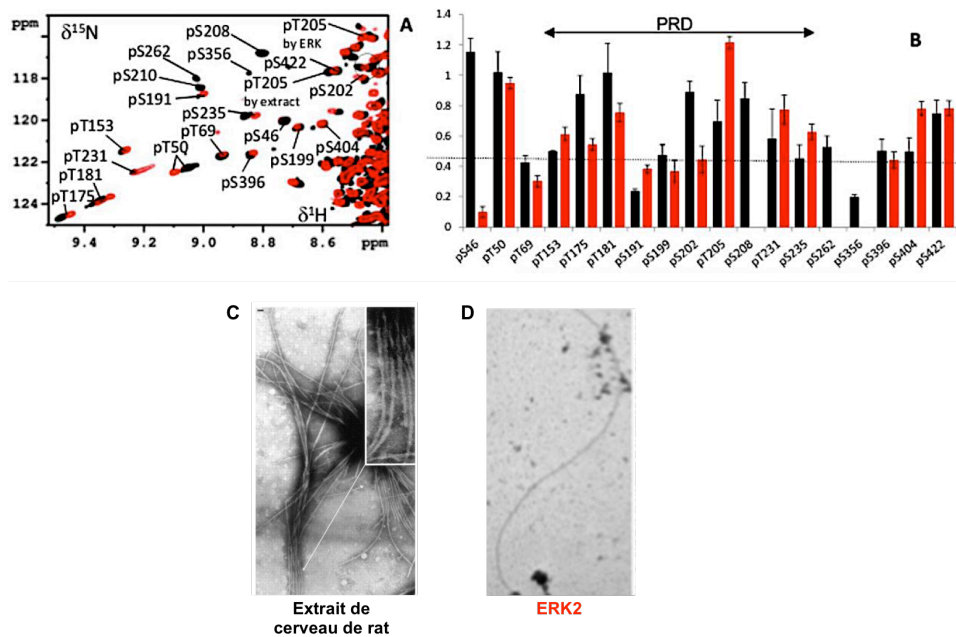 A
ppm
δ¹⁵N
118
120
122
124
9.4
9.2
9.0
8.8
8.6
ppm
δ¹H
pS208
pS262
pS356
pS210
pS191
pT205
by ERK
pS422
pT205
by extract
pS202
pS235
pT153
pT69
pS46
pT231
pT50
pS199
pS404
pT181
pS396
pT175
B
PRD
1.4
1.2
1
0.8
0.6
0.4
0.2
0
pS46
pT50
pT69
pT153
pT175
pT181
pS191
pS199
pS202
pT205
pS208
pT231
pS235
pS262
pS356
pS396
pS404
pS422
C
Extrait de
cerveau de rat
D
ERK2